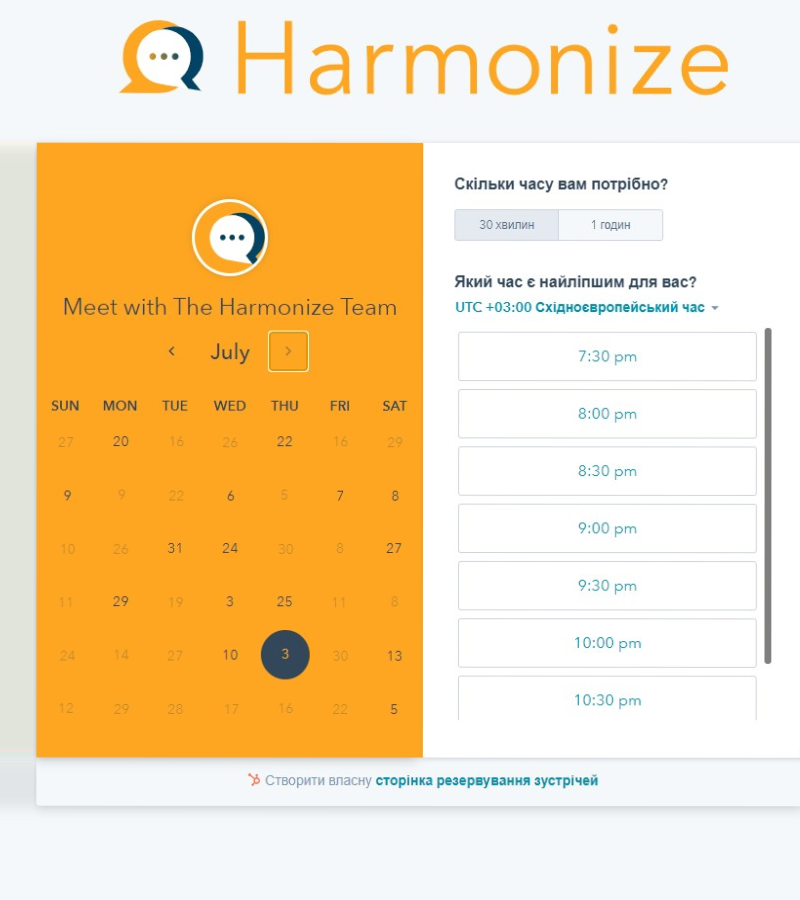 Harmonize
Meet with The Harmonize Team
July
SUN MON TUE WED THU FRI SAT
27 20 16 26 22 16 29
9 9 22 6 5 7 8
10 26 31 24 30 8 27
11 29 19 3 25 11 8
24 14 27 10 3 30 13
12 29 28 17 16 22 5
Скільки часу вам потрібно?
30 хвилин 1 годин
Який час є найліпшим для вас?
UTC +03:00 Східноєвропейський час
7:30 pm
8:00 pm
8:30 pm
9:00 pm
9:30 pm
10:00 pm
10:30 pm
Створити власну сторінка резервування зустрічей